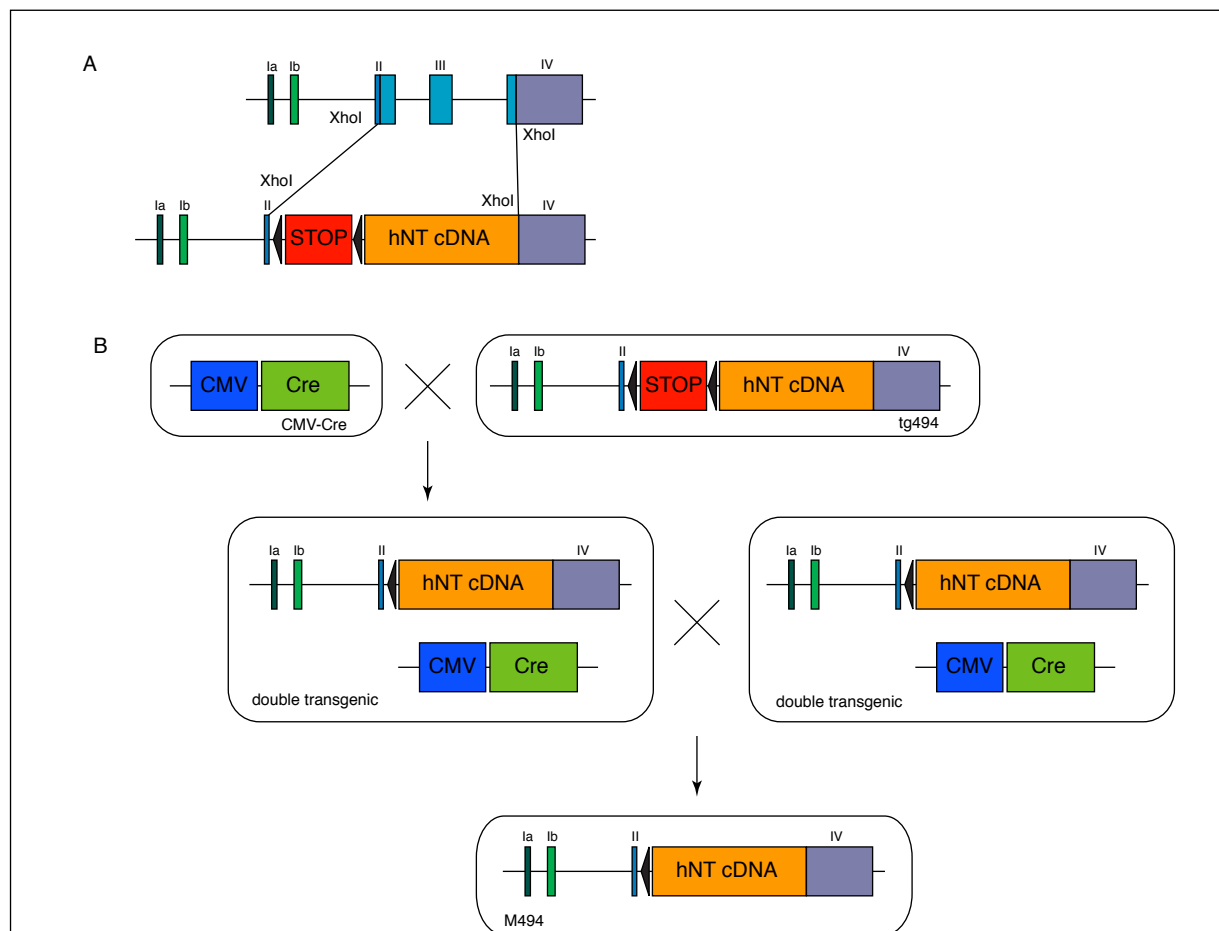 A
Ia Ib II III IV
XhoI
XhoI
XhoI
XhoI
Ia Ib II IV
STOP hNT cDNA
B
CMV Cre
CMV-Cre
Ia Ib II IV
STOP hNT cDNA
tg494
Ia Ib II IV
hNT cDNA
CMV Cre
double transgenic
Ia Ib II IV
hNT cDNA
CMV Cre
double transgenic
Ia Ib II IV
hNT cDNA
M494